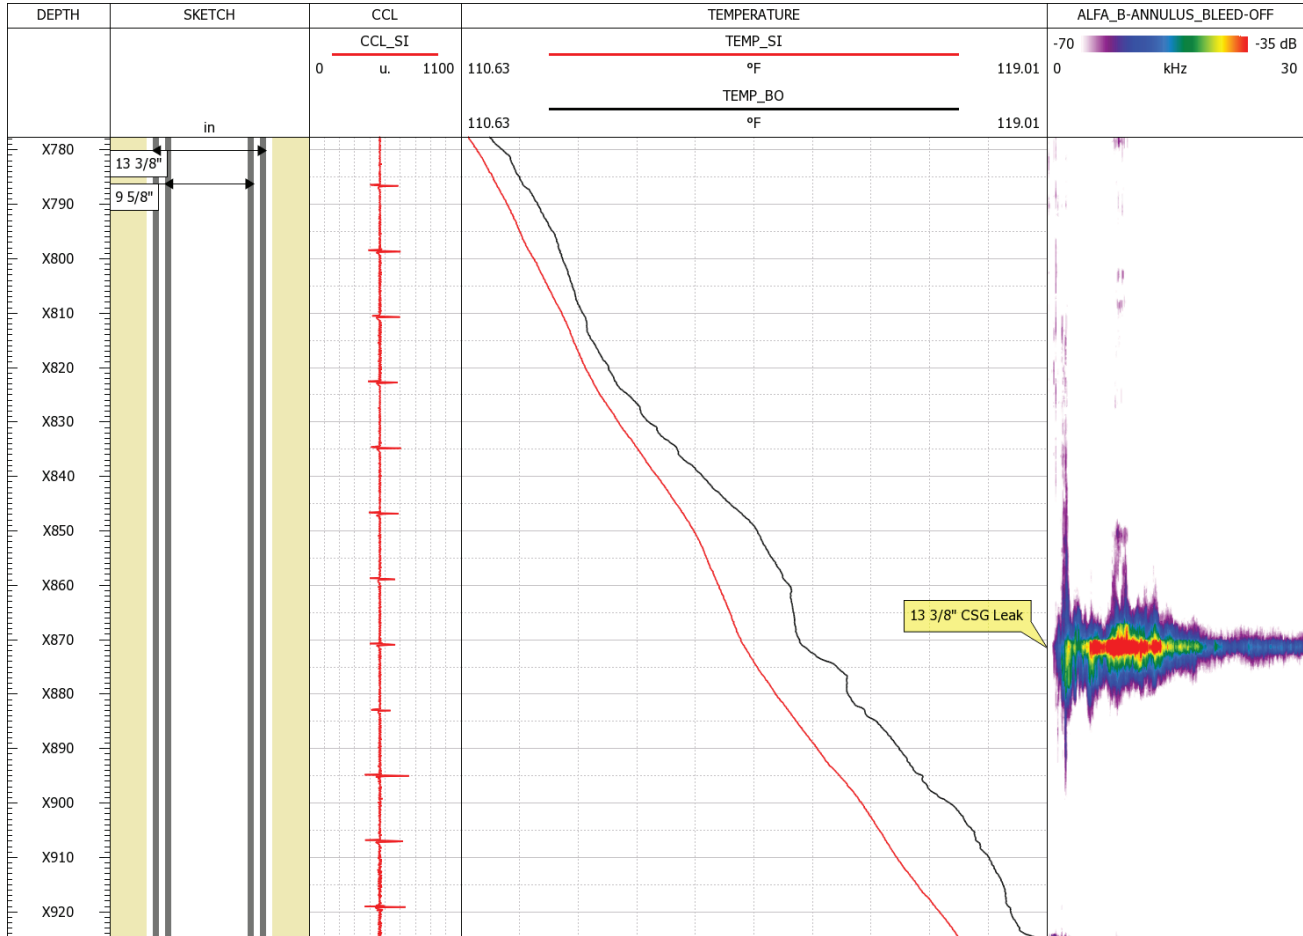 DEPTH SKETCH CCL TEMPERATURE ALFA_B-ANNULUS_BLEED-OFF
CCL_SI TEMP_SI -70 -35 dB
0 u. 1100 110.63 ºF 119.01 0 kHz 30
TEMP_BO
in 110.63 ºF 119.01
X780
13 3/8"
9 5/8"
X790
X800
X810
X820
X830
X840
X850
X860
13 3/8" CSG Leak
X870
X880
X890
X900
X910
X920